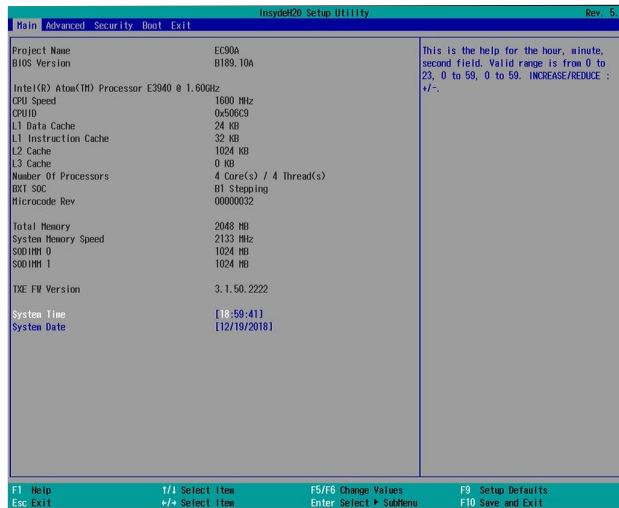 InsydeH20 Setup Utility Rev. 5.
Main Advanced Security Boot Exit
Project Name EC90A
BIOS Version B189.10A
Intel(R) Atom(TM) Processor E3940 @ 1.60GHz
CPU Speed 1600 MHz
CPUID 0x506C9
L1 Data Cache 24 KB
L1 Instruction Cache 32 KB
L2 Cache 1024 KB
L3 Cache 0 KB
Number Of Processors 4 Core(s) / 4 Thread(s)
BXT SOC B1 Stepping
Microcode Rev 00000032
Total Memory 2048 MB
System Memory Speed 2133 MHz
SODIMM 0 1024 MB
SODIMM 1 1024 MB
TXE FW Version 3.1.50.2222
System Time [18:59:41]
System Date [12/19/2018]
This is the help for the hour, minute,
second field. Valid range is from 0 to
23, 0 to 59, 0 to 59. INCREASE/REDUCE :
+/-.
F1 Help ↑/↓ Select Item F5/F6 Change Values F9 Setup Defaults
Esc Exit ←/→ Select Item Enter Select ▶ SubMenu F10 Save and Exit